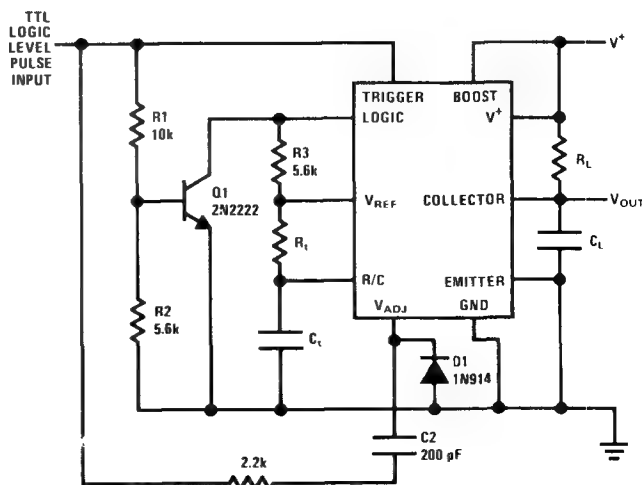 TTL
LOGIC
LEVEL
PULSE
INPUT
V+
TRIGGER
BOOST
R1
10k
LOGIC
V+
R3
5.6k
RL
Q1
2N2222
VREF
COLLECTOR
VOUT
Rt
CL
R/C
EMITTER
R2
5.6k
VADJ
GND
Ct
D1
1N914
C2
200 pF
2.2k